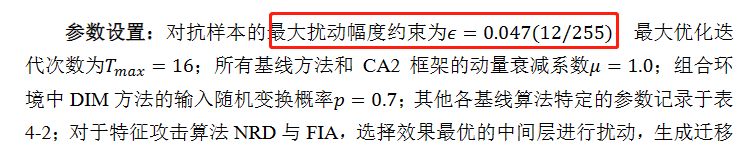 参数设置：对抗样本的最大扰动幅度约束为ϵ = 0.047(12/255) 最大优化迭
代次数为T_max = 16；所有基线方法和 CA2 框架的动量衰减系数μ = 1.0；组合环
境中 DIM 方法的输入随机变换概率p = 0.7；其他各基线算法特定的参数记录于表
4-2；对于特征攻击算法 NRD 与 FIA，选择效果最优的中间层进行扰动，生成迁移